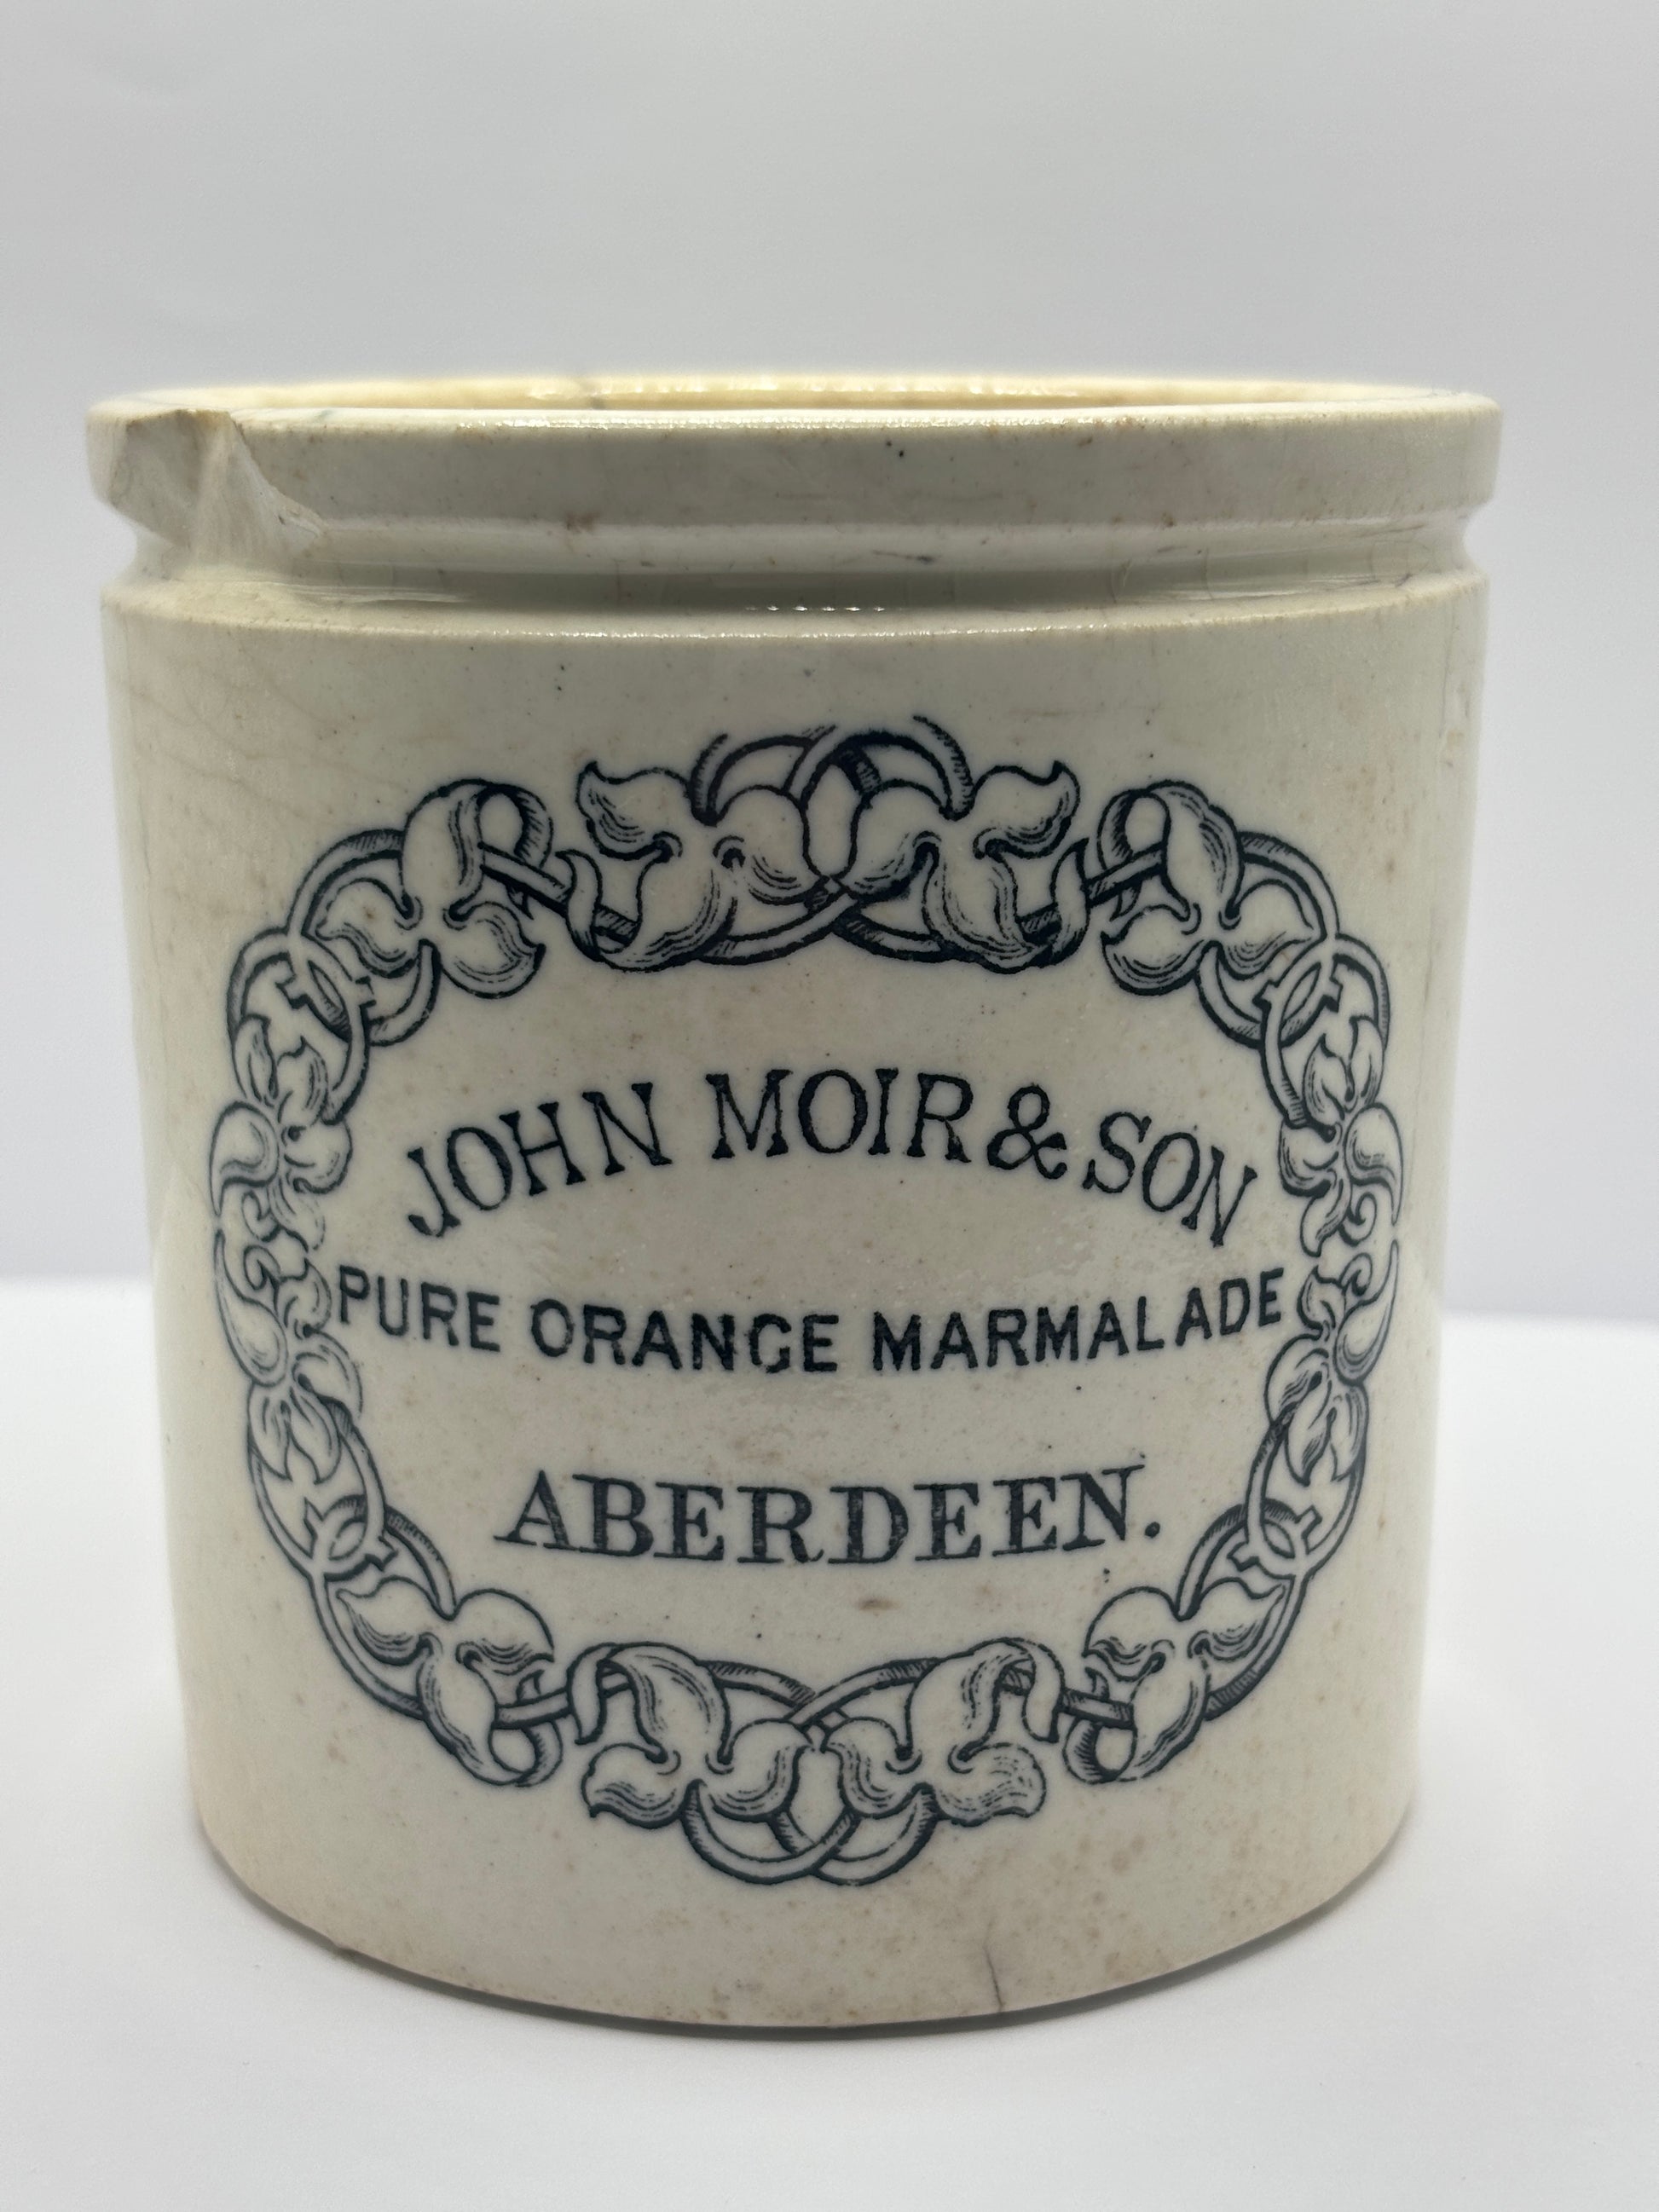 JOHN MOIR & SON
PURE ORANGE MARMALADE
ABERDEEN.